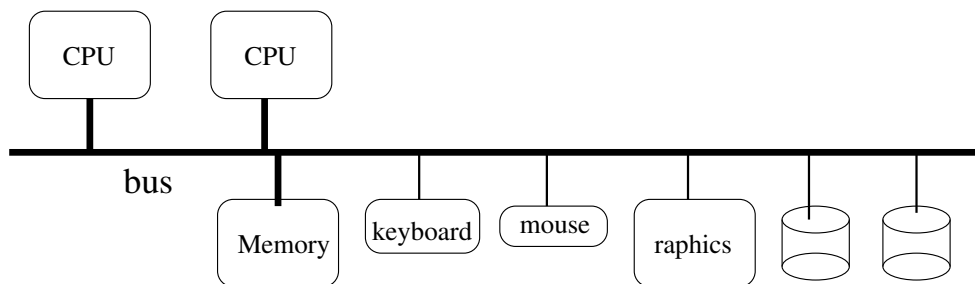 CPU
CPU
bus
Memory
keyboard
mouse
raphics